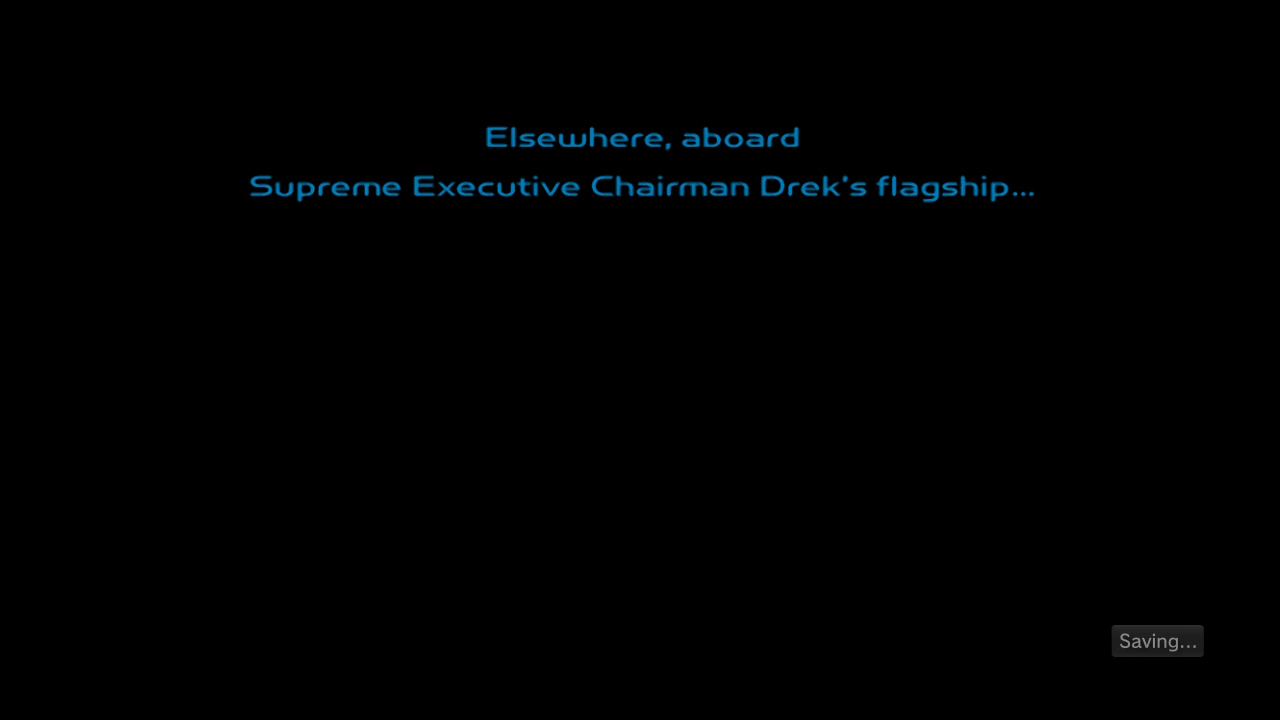 Elsewhere, aboard
Supreme Executive Chairman Drek's flagship...
Saving...